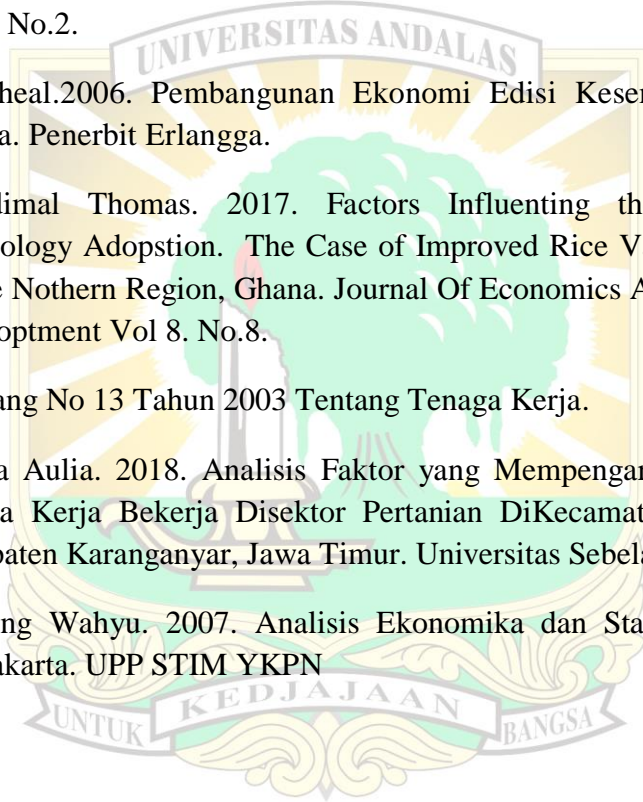 No.2.
UNIVERSITAS ANDALAS
heal.2006. Pembangunan Ekonomi Edisi Keser
a. Penerbit Erlangga.
limal Thomas. 2017. Factors Influencing th
ology Adopstion. The Case of Improved Rice V
e Nothern Region, Ghana. Journal Of Economics A
optment Vol 8. No.8.
ang No 13 Tahun 2003 Tentang Tenaga Kerja.
a Aulia. 2018. Analisis Faktor yang Mempengar
a Kerja Bekerja Disektor Pertanian DiKecamat
paten Karanganyar, Jawa Timur. Universitas Sebela
ng Wahyu. 2007. Analisis Ekonomika dan Sta
akarta. UPP STIM YKPN
UNTUK KEDJAJAAN BANGSA